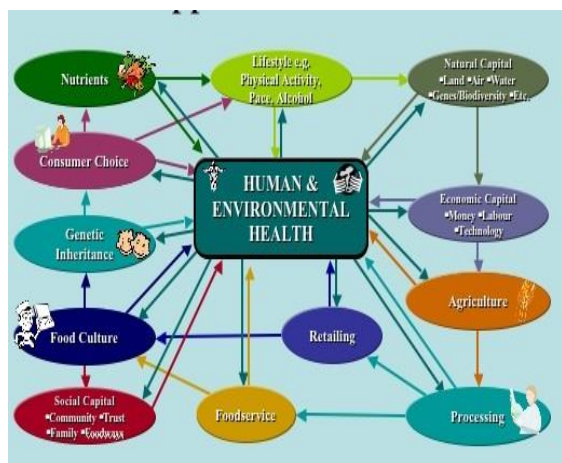 Nutrients
Lifestyle e.g.
Physical Activity,
Pace, Alcohol
Natural Capital
▪Land ▪Air ▪Water
▪Genes/Biodiversity ▪Etc.
Consumer Choice
HUMAN &
ENVIRONMENTAL
HEALTH
Genetic
Inheritance
Economic Capital
▪Money ▪Labour
▪Technology
Food Culture
Retailing
Agriculture
Social Capital
▪Community ▪Trust
▪Family ▪Foodways
Foodservice
Processing